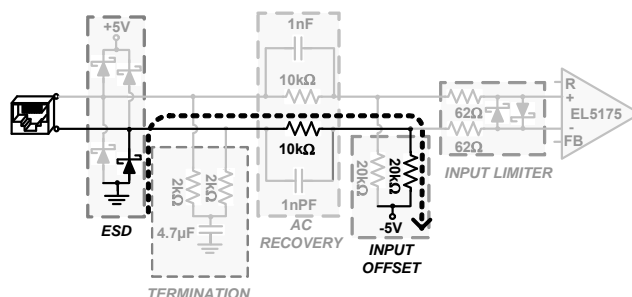 +5V
1nF
10kΩ
R
+
EL5175
-
FB
62Ω
62Ω
INPUT LIMITER
10kΩ
2kΩ
2kΩ
20kΩ
20kΩ
1nPF
4.7µF
-5V
ESD
AC
RECOVERY
INPUT
OFFSET
TERMINATION